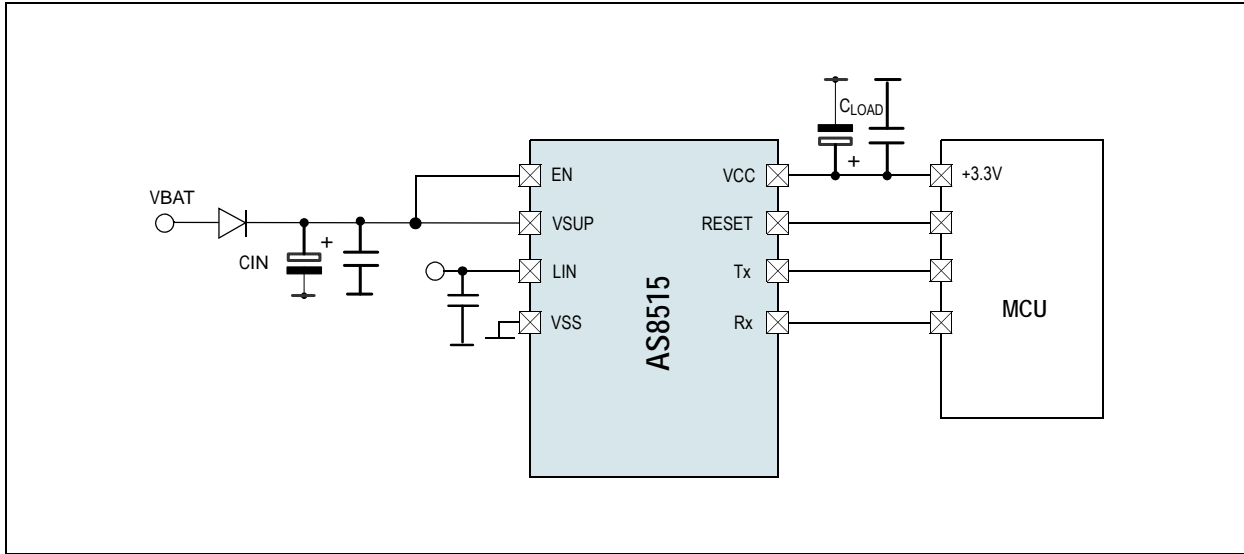 VBAT
CIN
+
EN
VSUP
LIN
VSS
AS8515
VCC
RESET
Tx
Rx
CLOAD
+
+3.3V
MCU